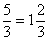 5/3 = 1 2/3